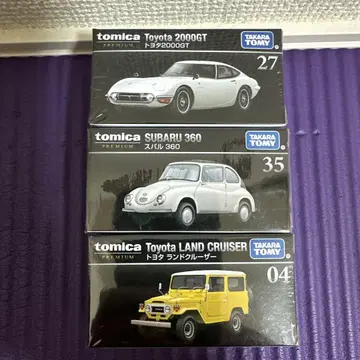 tomica Toyota 2000GT
PREMIUM トヨタ2000GT
TAKARA TOMY
27
tomica SUBARU 360
PREMIUM スバル 360
TAKARA TOMY
35
tomica Toyota LAND CRUISER
PREMIUM トヨタ ランドクルーザー
TAKARA TOMY
04